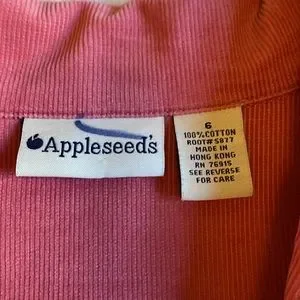 Appleseed's
6
100% COTTON
ROOT# 5877
MADE IN
HONG KONG
RN 76915
SEE REVERSE
FOR CARE